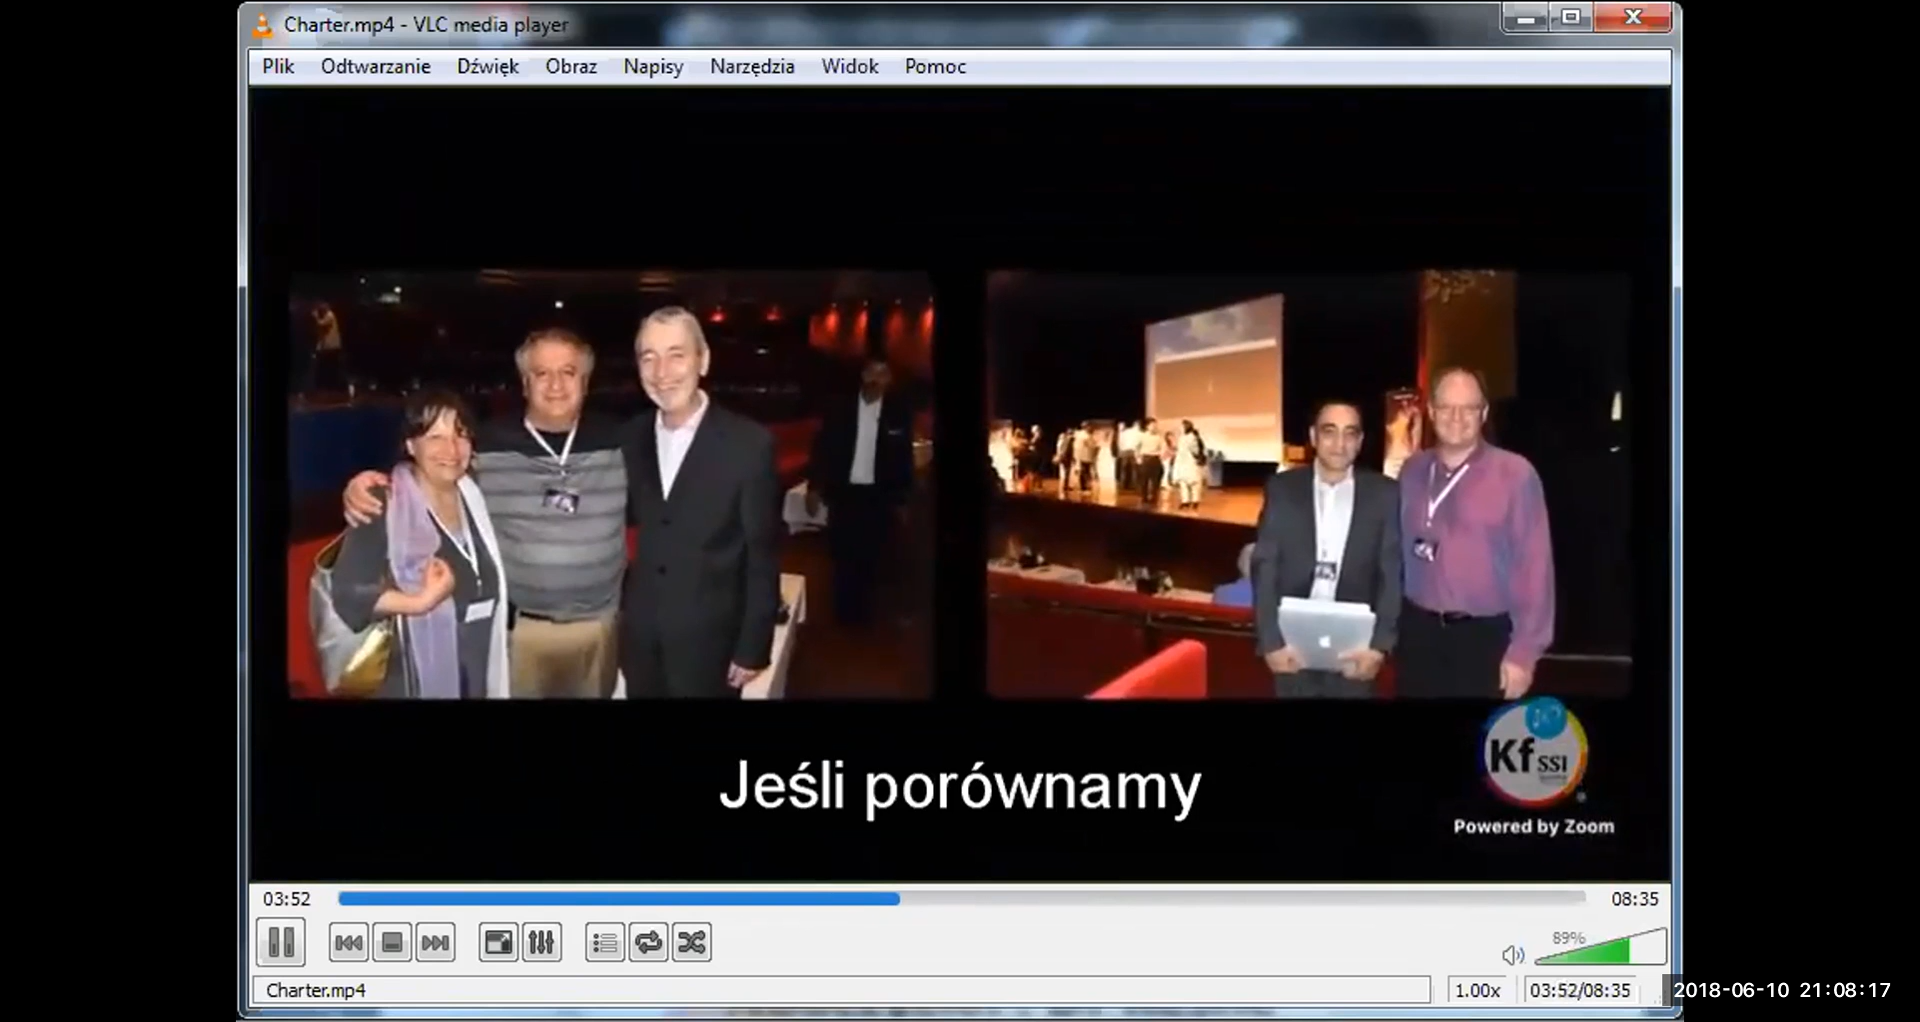 Charter.mp4 - VLC media player
Plik Odtwarzanie Dźwięk Obraz Napisy Narzędzia Widok Pomoc
Jeśli porównamy
Kf SSI
Powered by Zoom
03:52 08:35
89%
Charter.mp4 1.00x 03:52/08:35
2018-06-10 21:08:17